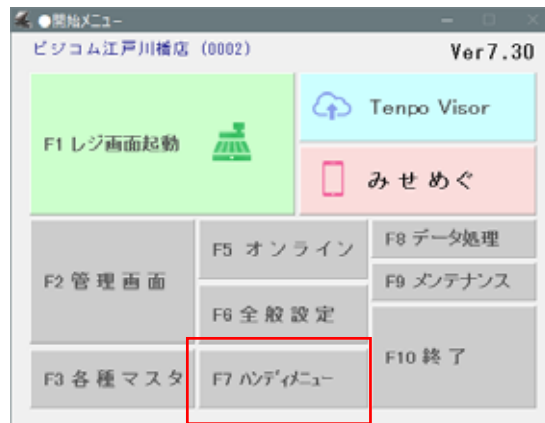 ●開始メニュー
ビジコム江戸川橋店 (0002)
Ver7.30
F1 レジ画面起動
Tenpo Visor
みせめぐ
F2 管理画面
F5 オンライン
F8 データ処理
F9 メンテナンス
F6 全般設定
F3 各種マスタ
F7 ﾊﾝﾃﾞｨﾒﾆｭｰ
F10 終了